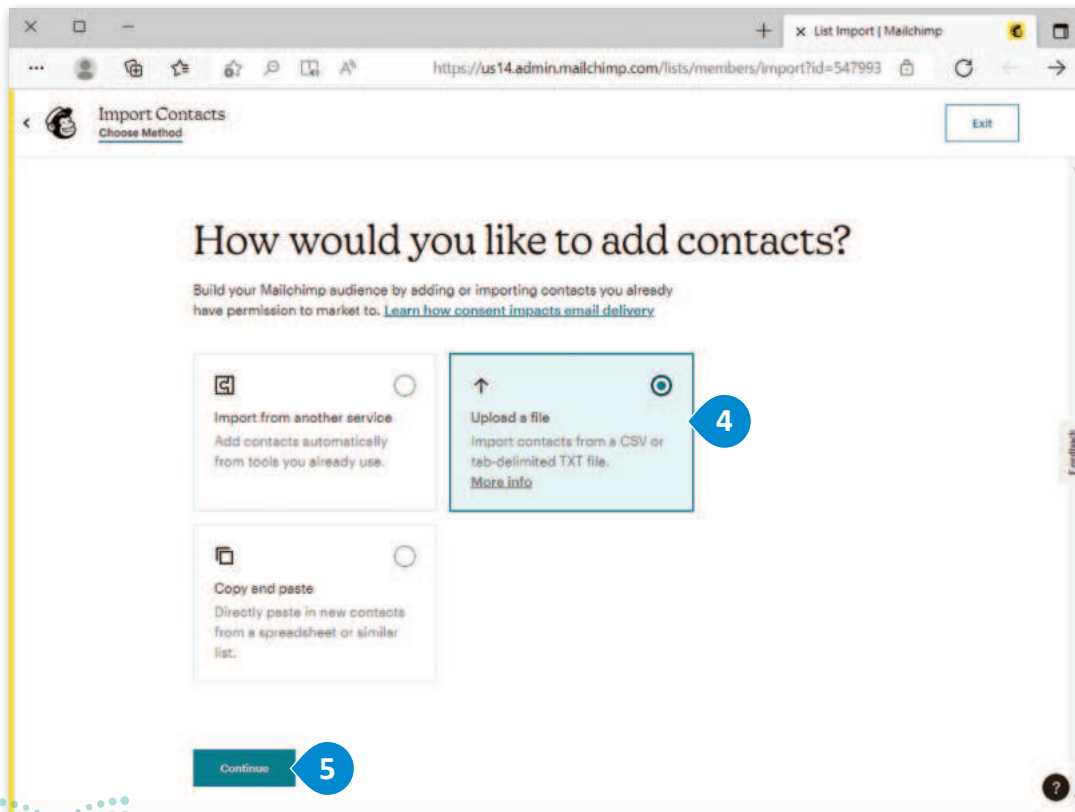 List Import | Mailchimp
https://us14.admin.mailchimp.com/lists/members/import?id=547993
Import Contacts
Choose Method
Exit
How would you like to add contacts?
Build your Mailchimp audience by adding or importing contacts you already
have permission to market to. Learn how consent impacts email delivery
Import from another service
Add contacts automatically
from tools you already use.
Upload a file
Import contacts from a CSV or
tab-delimited TXT file.
More info
4
Feedback
Copy and paste
Directly paste in new contacts
from a spreadsheet or similar
list.
Continue
5
?